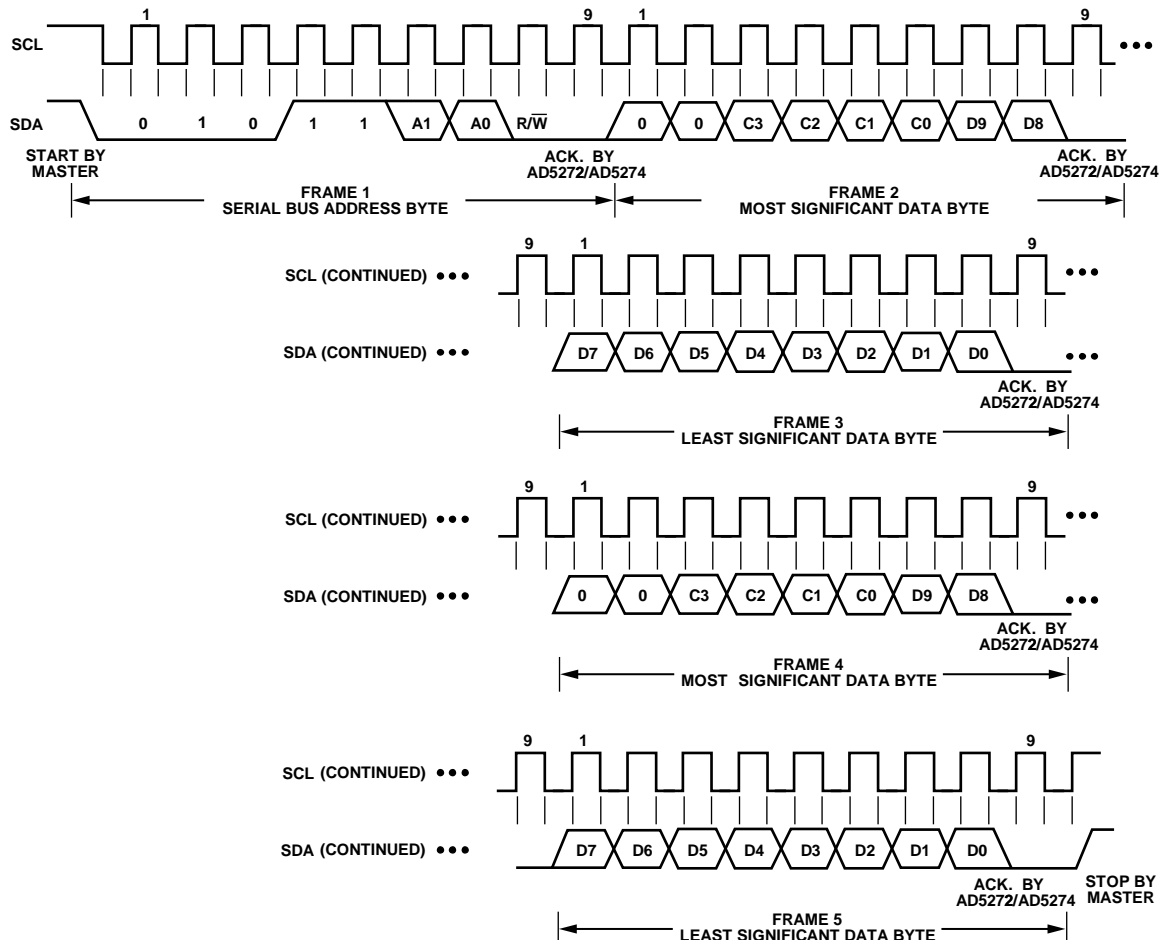 1 9 1 9
SCL
SDA 0 1 0 1 1 A1 A0 R/W̅ 0 0 C3 C2 C1 C0 D9 D8
START BY
MASTER
ACK. BY
AD5272/AD5274
ACK. BY
AD5272/AD5274
FRAME 1
SERIAL BUS ADDRESS BYTE
FRAME 2
MOST SIGNIFICANT DATA BYTE
9 1 9
SCL (CONTINUED)
SDA (CONTINUED) D7 D6 D5 D4 D3 D2 D1 D0
ACK. BY
AD5272/AD5274
FRAME 3
LEAST SIGNIFICANT DATA BYTE
9 1 9
SCL (CONTINUED)
SDA (CONTINUED) 0 0 C3 C2 C1 C0 D9 D8
ACK. BY
AD5272/AD5274
FRAME 4
MOST SIGNIFICANT DATA BYTE
9 1 9
SCL (CONTINUED)
SDA (CONTINUED) D7 D6 D5 D4 D3 D2 D1 D0
ACK. BY
AD5272/AD5274
STOP BY
MASTER
FRAME 5
LEAST SIGNIFICANT DATA BYTE